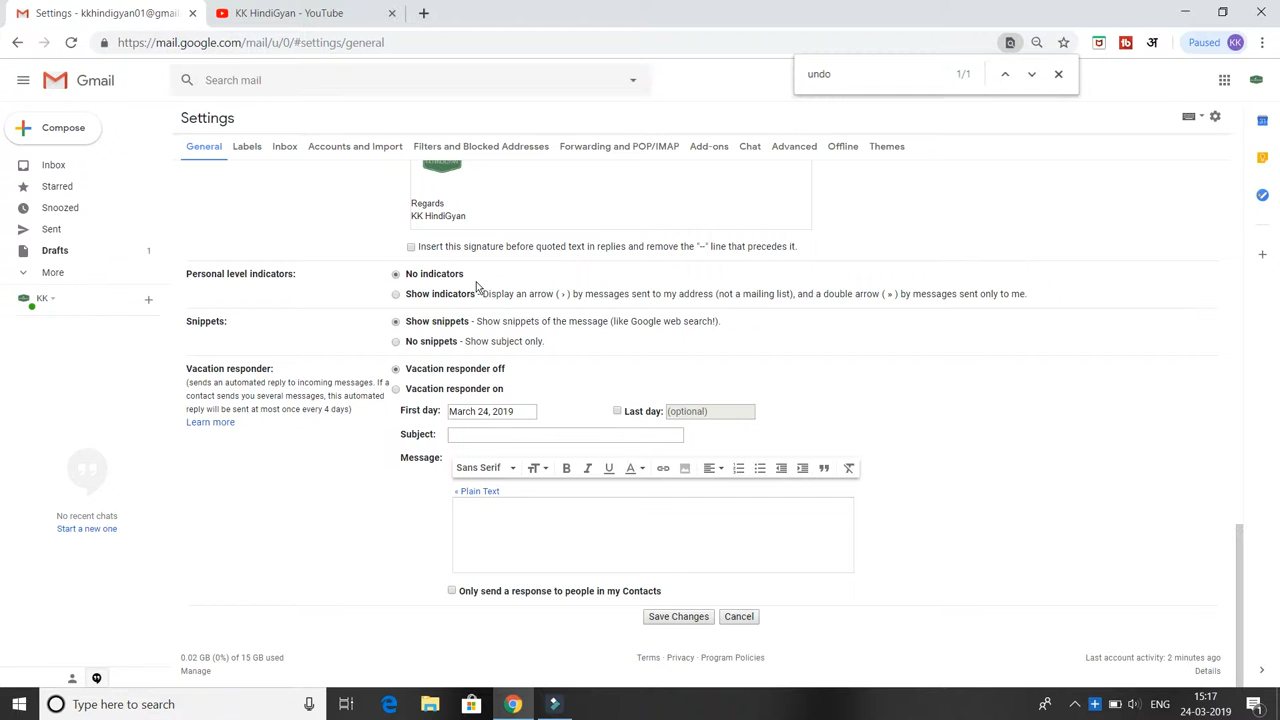 Settings - kkhindigyan01@gmail
KK HindiGyan - YouTube
https://mail.google.com/mail/u/0/#settings/general
अ
Paused
KK
Gmail
Search mail
undo
1/1
Compose
Settings
General
Labels
Inbox
Accounts and Import
Filters and Blocked Addresses
Forwarding and POP/IMAP
Add-ons
Chat
Advanced
Offline
Themes
Inbox
Starred
Snoozed
Sent
Drafts 1
More
KK
Regards
KK HindiGyan
Insert this signature before quoted text in replies and remove the "--" line that precedes it.
Personal level indicators:
No indicators
Show indicators - Display an arrow ( › ) by messages sent to my address (not a mailing list), and a double arrow ( » ) by messages sent only to me.
Snippets:
Show snippets - Show snippets of the message (like Google web search!).
No snippets - Show subject only.
Vacation responder:
(sends an automated reply to incoming messages. If a
contact sends you several messages, this automated
reply will be sent at most once every 4 days)
Learn more
Vacation responder off
Vacation responder on
First day: March 24, 2019
Last day: (optional)
Subject:
Message:
Sans Serif
« Plain Text
Only send a response to people in my Contacts
Save Changes
Cancel
No recent chats
Start a new one
0.02 GB (0%) of 15 GB used
Manage
Terms · Privacy · Program Policies
Last account activity: 2 minutes ago
Details
Type here to search
ENG
15:17
24-03-2019